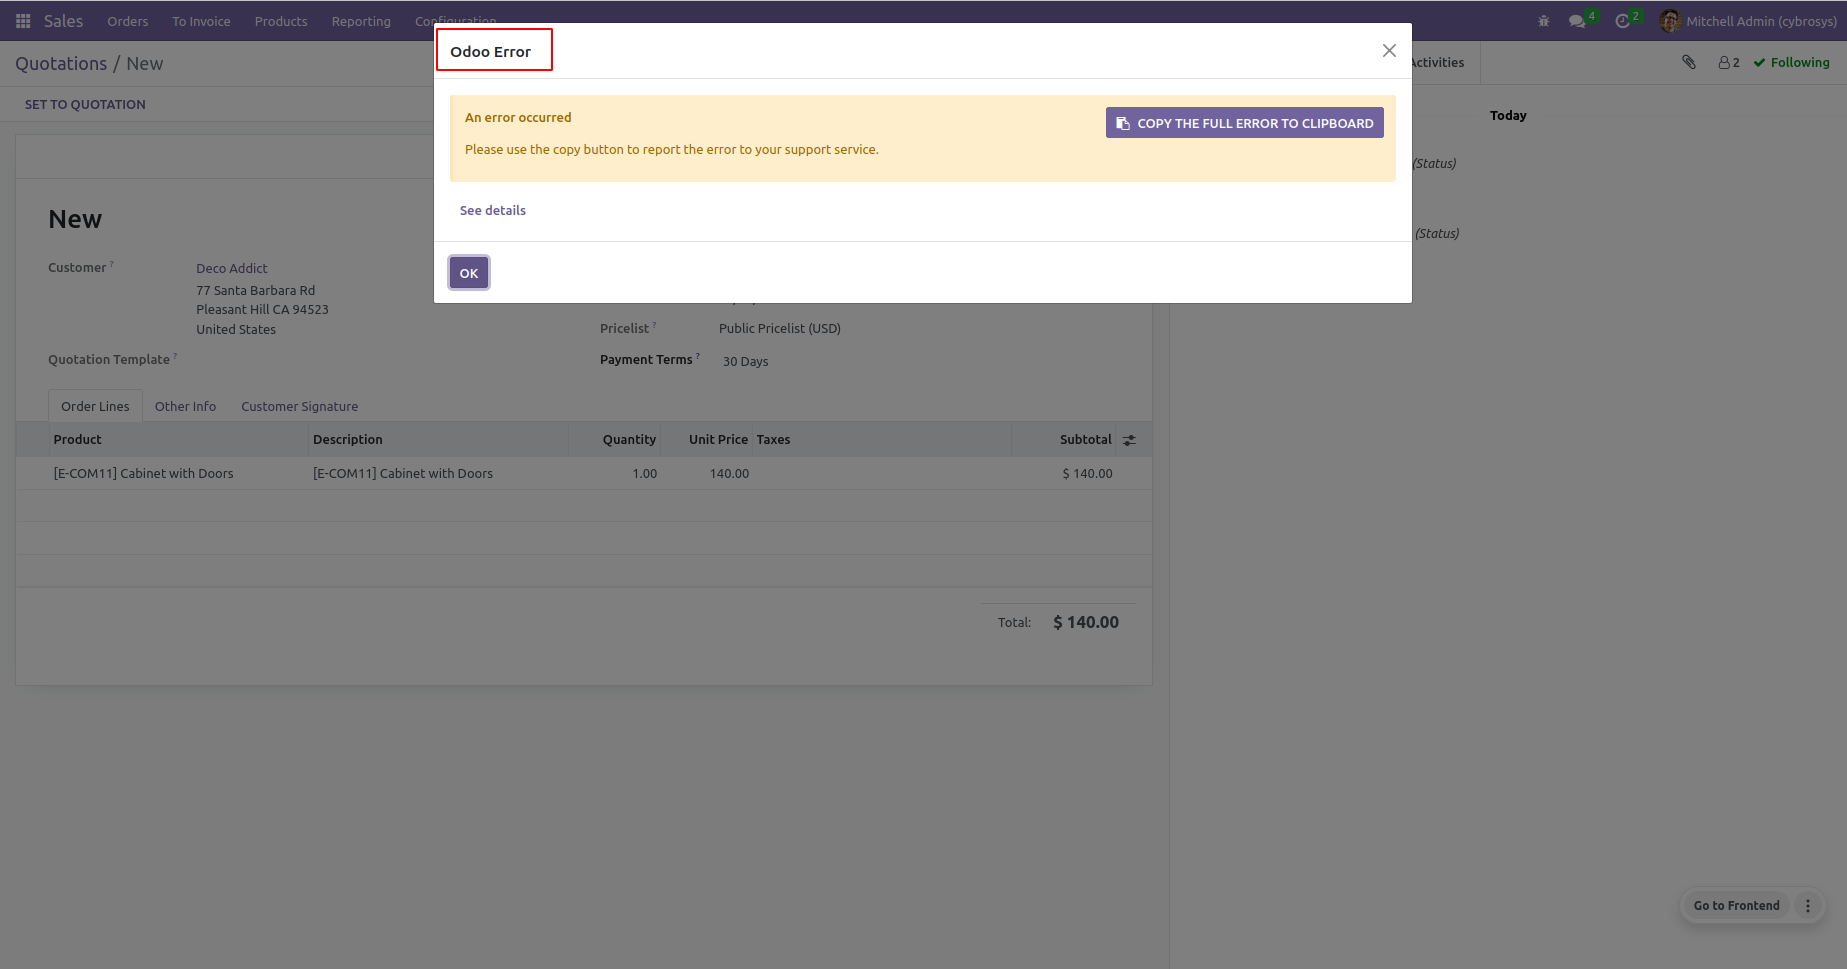 Sales Orders To Invoice Products Reporting Configuration 4 2 Mitchell Admin (cybrosys)
Odoo Error
Quotations / New
Activities 2 Following
SET TO QUOTATION
An error occurred
COPY THE FULL ERROR TO CLIPBOARD
Please use the copy button to report the error to your support service.
Today
(Status)
See details
(Status)
OK
New
Customer ?
Deco Addict
77 Santa Barbara Rd
Pleasant Hill CA 94523
United States
Pricelist ? Public Pricelist (USD)
Quotation Template ?
Payment Terms ? 30 Days
Order Lines Other Info Customer Signature
Product Description Quantity Unit Price Taxes Subtotal
[E-COM11] Cabinet with Doors [E-COM11] Cabinet with Doors 1.00 140.00 $ 140.00
Total: $ 140.00
Go to Frontend